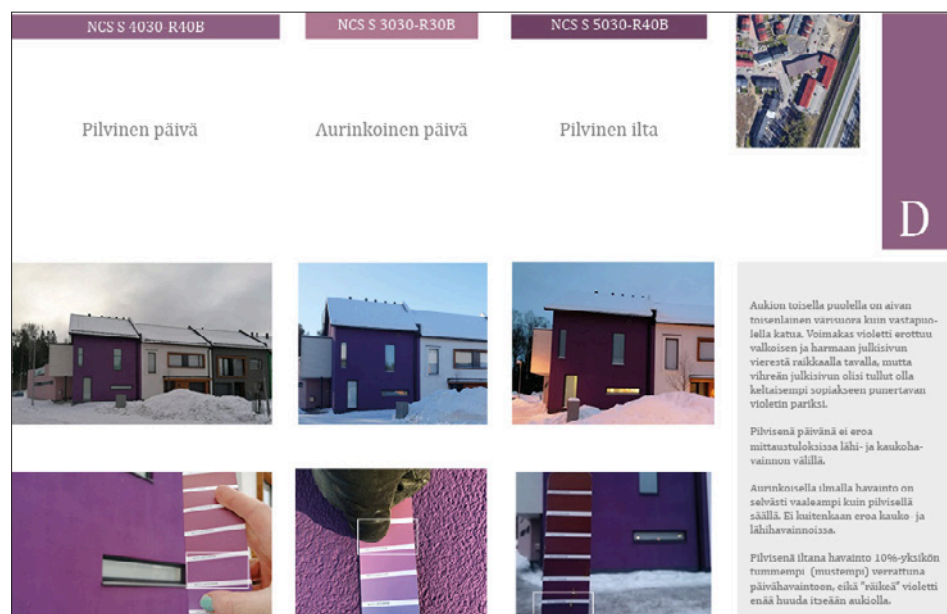 NCS S 4030-R40B
NCS S 3030-R30B
NCS S 5030-R40B
Pilvinen päivä
Aurinkoinen päivä
Pilvinen ilta
D
Aukion toisella puolella on aivan
toisenlainen värisuora kuin vastapuo-
lella katua. Voimakas violetti erottuu
valkoisen ja harmaan julkisivun
vierestä raikkaalla tavalla, mutta
vihreän julkisivun olisi tullut olla
keltaisempi sopiakseen punertavan
violetin pariksi.
Pilvisenä päivänä ei eroa
mittaustuloksissa lähi- ja kaukoha-
vainnon välillä.
Aurinkoisella ilmalla havainto on
selvästi vaaleampi kuin pilvisellä
säällä. Ei kuitenkaan eroa kauko- ja
lähihavainnoissa.
Pilvisenä iltana havainto 10%-yksikön
tummempi (mustempi) verrattuna
päivähavaintoon, eikä "räikeä" violetti
enää huuda itseään aukiolla.